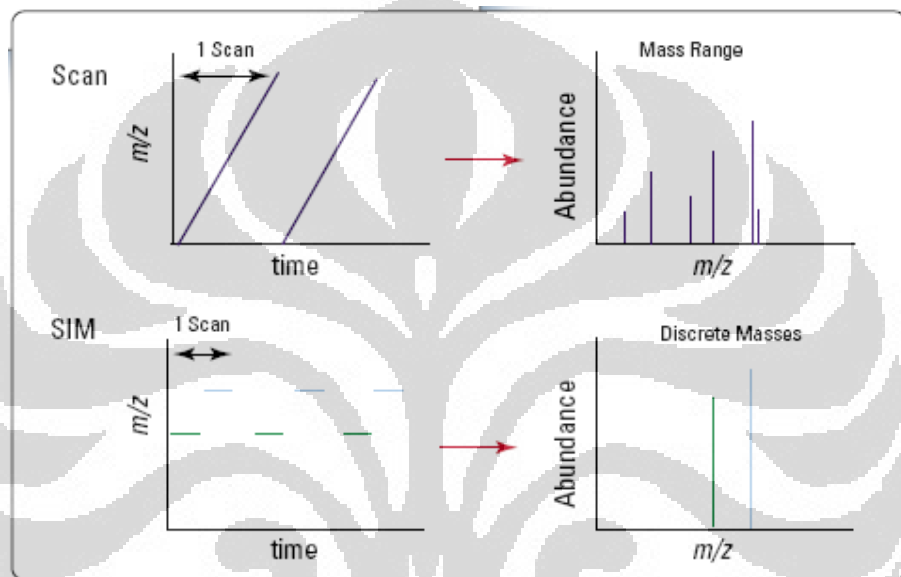 1 Scan
Mass Range
Scan
m/z
Abundance
time
m/z
SIM
1 Scan
Discrete Masses
m/z
Abundance
time
m/z